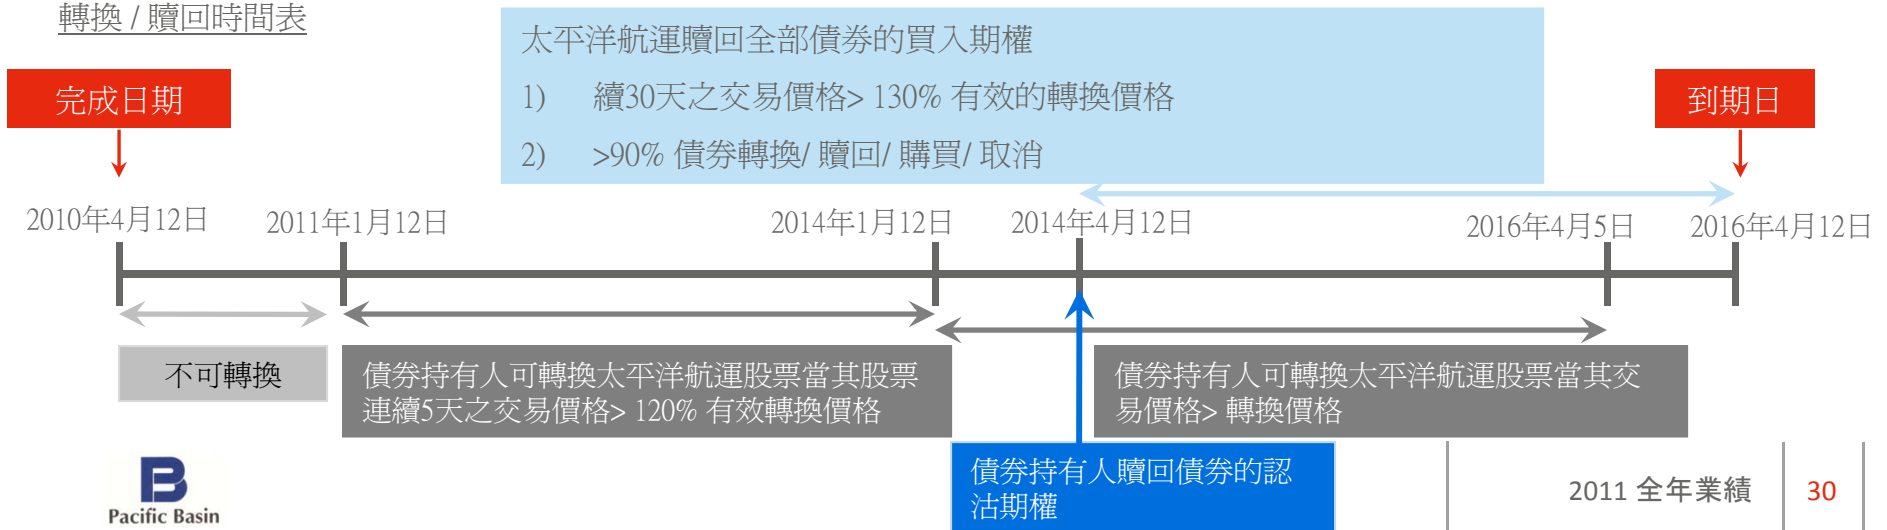 轉換 / 贖回時間表
太平洋航運贖回全部債券的買入期權
1) 續30天之交易價格> 130% 有效的轉換價格
2) >90% 債券轉換/ 贖回/ 購買/ 取消
完成日期
到期日
2010年4月12日
2011年1月12日
2014年1月12日
2014年4月12日
2016年4月5日
2016年4月12日
不可轉換
債券持有人可轉換太平洋航運股票當其股票
連續5天之交易價格> 120% 有效轉換價格
債券持有人可轉換太平洋航運股票當其交
易價格> 轉換價格
債券持有人贖回債券的認
沽期權
Pacific Basin
2011 全年業績
30